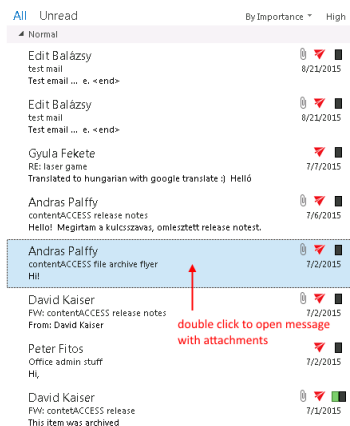 All Unread By Importance High
Normal
Edit Balázsy
test mail 8/21/2015
Test email ... e. <end>
Edit Balázsy
test mail 8/21/2015
Test email ... e. <end>
Gyula Fekete
RE: laser game 7/7/2015
Translated to hungarian with google translate :) Helló
Andras Palffy
contentACCESS release notes 7/6/2015
Hello! Megirtam a kulcsszavas, omlesztett release notest.
Andras Palffy
contentACCESS file archive flyer 7/2/2015
Hi!
David Kaiser
FW: contentACCESS release notes 7/2/2015
From: David Kaiser
double click to open message
with attachments
Peter Fitos
Office admin stuff 7/2/2015
Hi,
David Kaiser
FW: contetACCESS release 7/1/2015
This item was archived